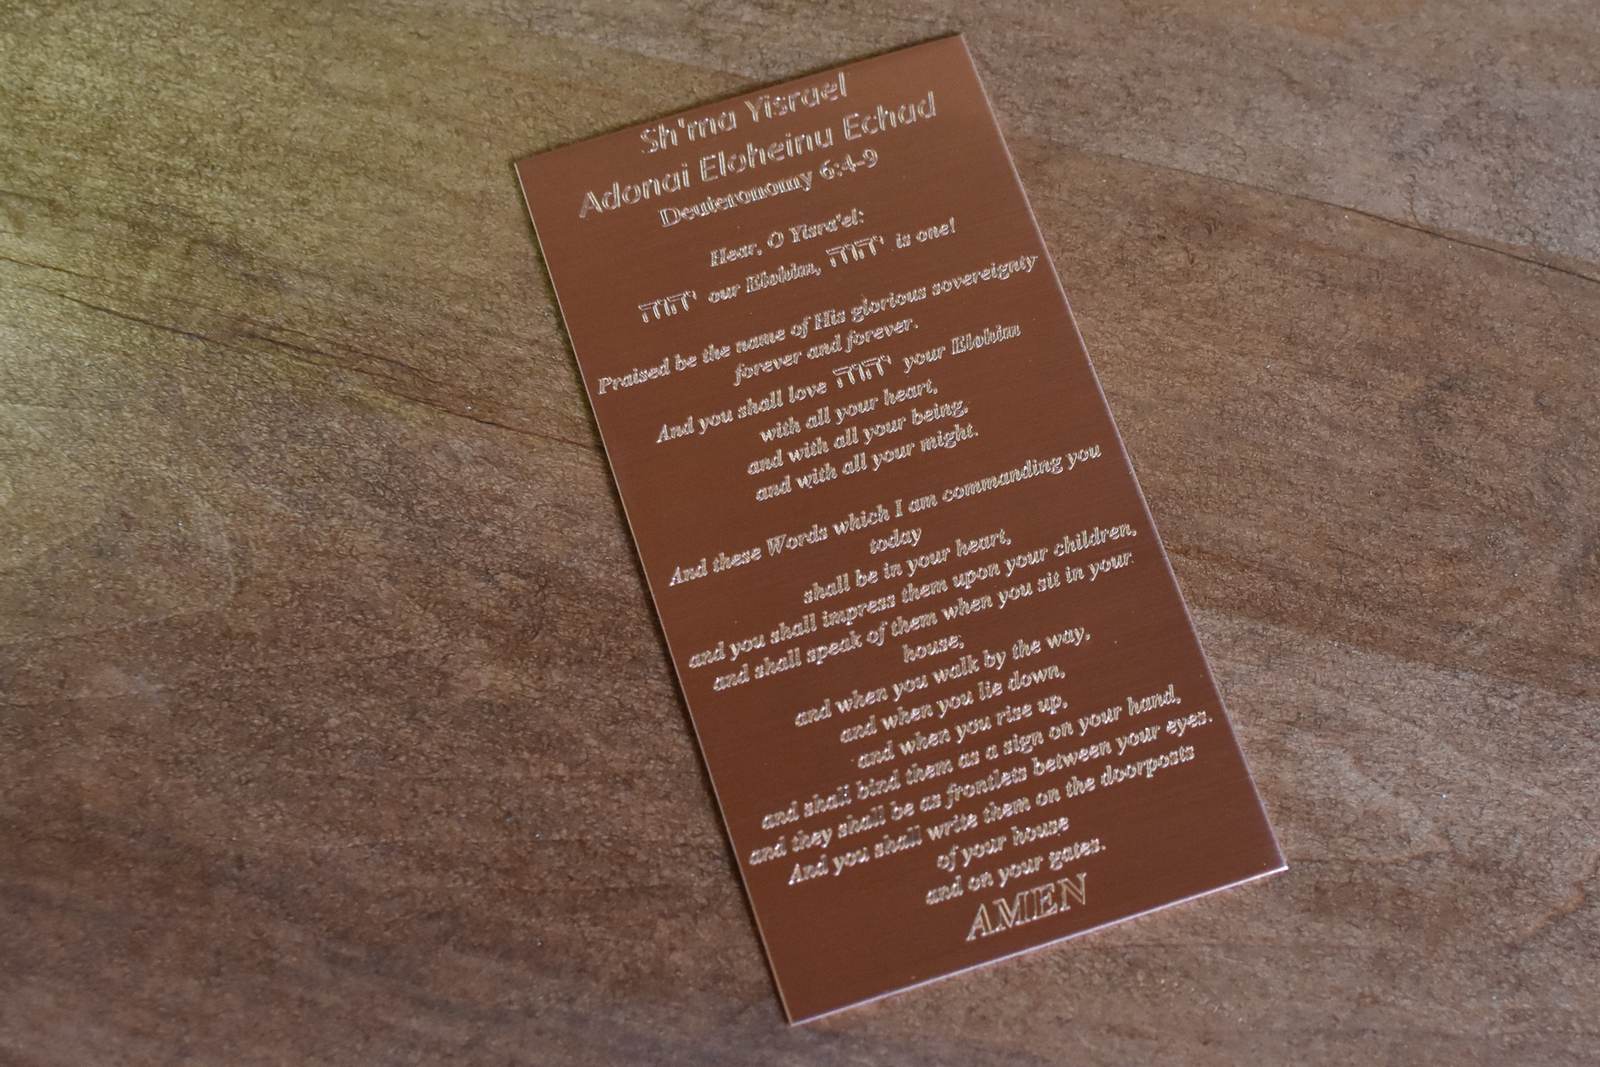 Sh'ma Yisrael
Adonai Eloheinu Echad
Deuteronomy 6:4-9
Hear, O Yisra'el:
יהוה our Elohim, יהוה is one!
Praised be the name of His glorious sovereignty
forever and forever.
And you shall love יהוה your Elohim
with all your heart,
and with all your being,
and with all your might.
And these Words which I am commanding you
today
shall be in your heart,
and you shall impress them upon your children,
and shall speak of them when you sit in your
house;
and when you walk by the way,
and when you lie down,
and when you rise up,
and shall bind them as a sign on your hand,
and they shall be as frontlets between your eyes.
And you shall write them on the doorposts
of your house
and on your gates.
AMEN